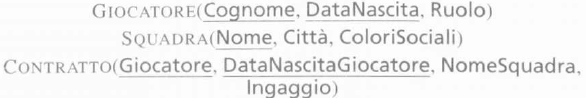 GIOCATORE(Cognome, DataNascita, Ruolo)
SQUADRA(Nome, Città, ColoriSociali)
CONTRATTO(Giocatore, DataNascitaGiocatore, NomeSquadra,
Ingaggio)